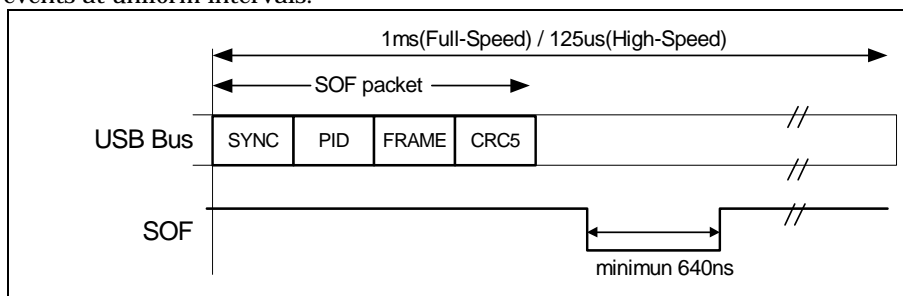 events at uniform intervals.
1ms(Full-Speed) / 125us(High-Speed)
SOF packet
USB Bus SYNC PID FRAME CRC5
SOF
minimun 640ns